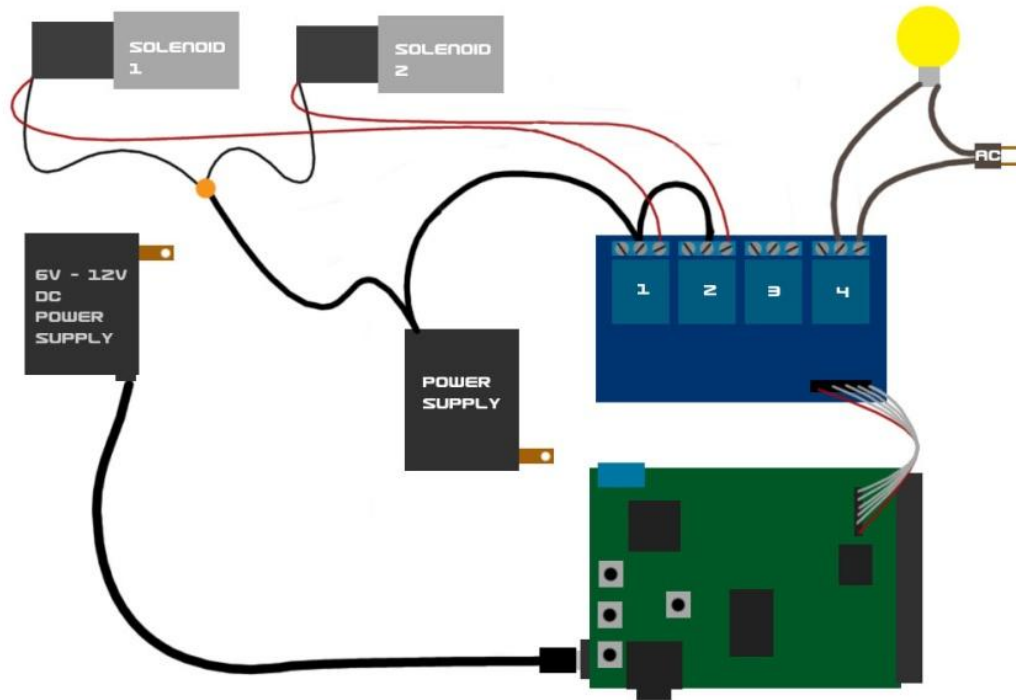 SOLENOID
1
SOLENOID
2
AC
6V - 12V
DC
POWER
SUPPLY
1
2
3
4
POWER
SUPPLY